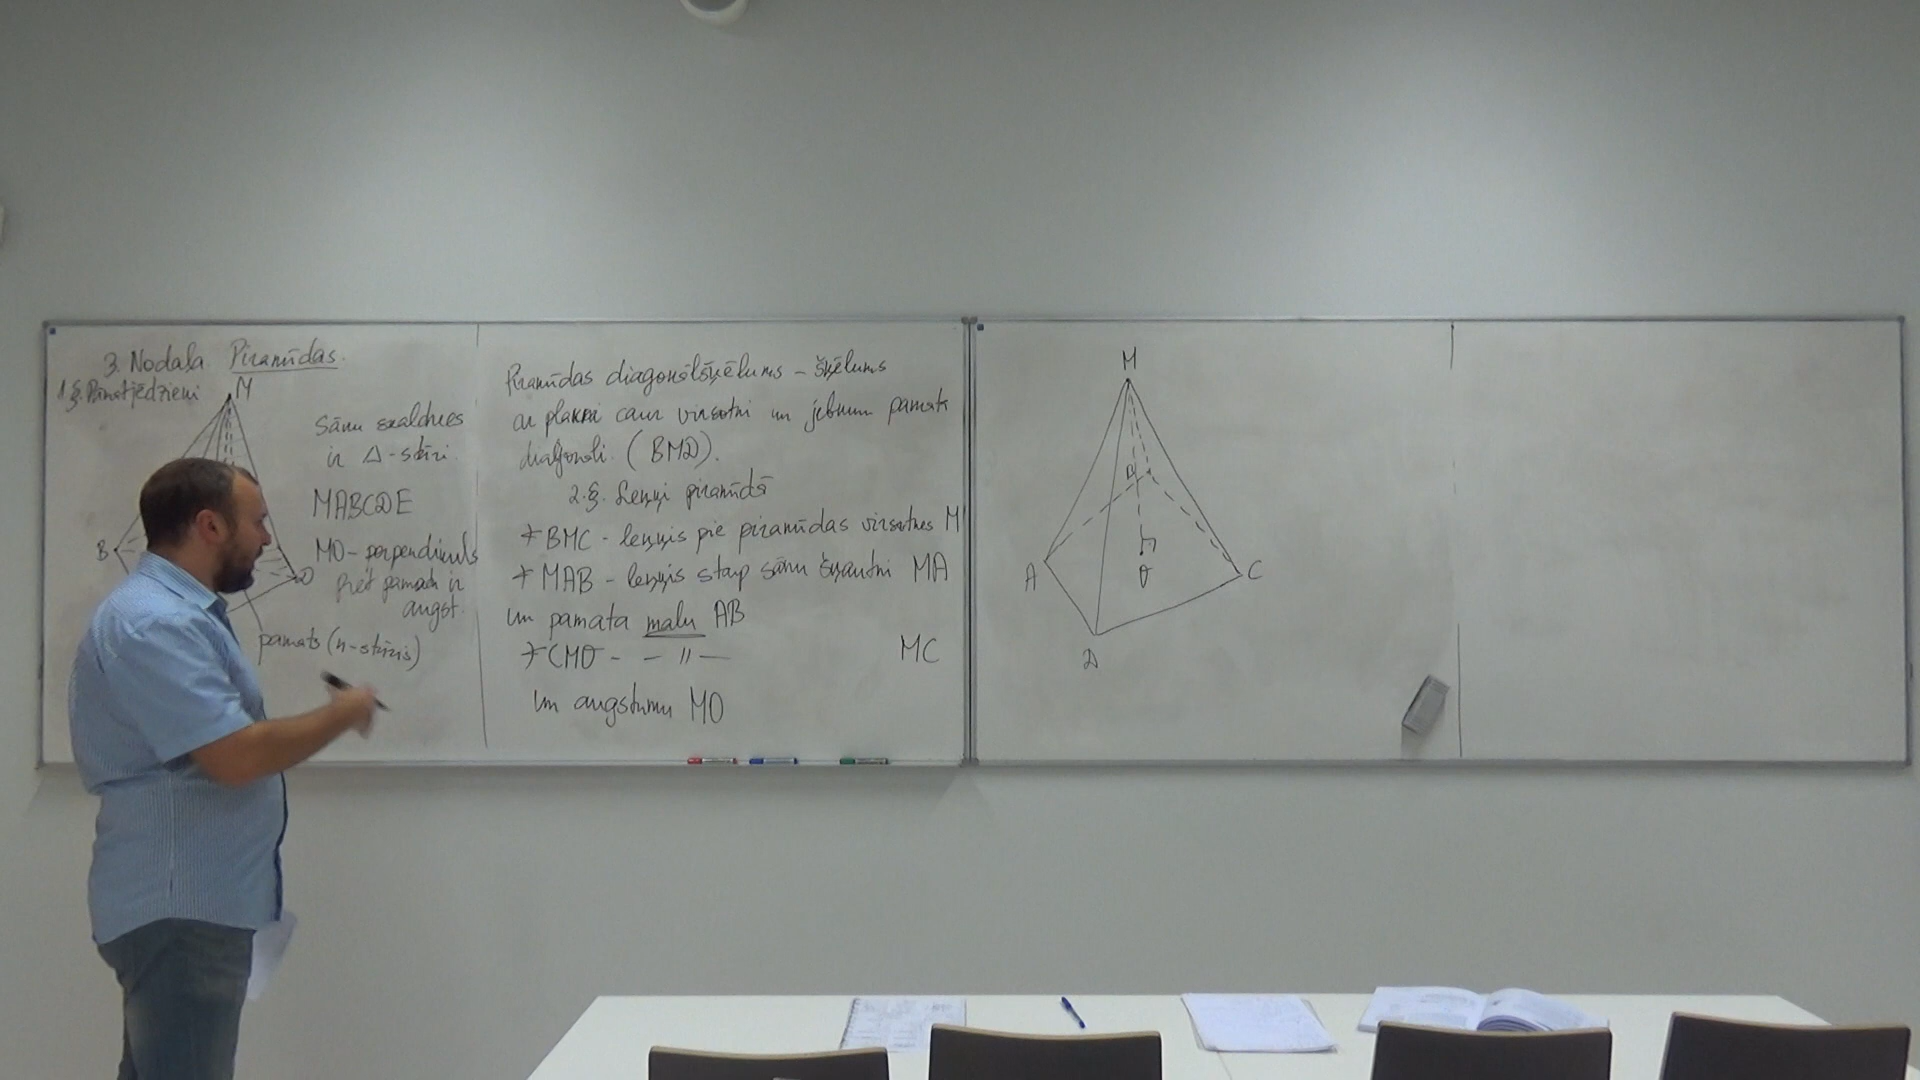 3. Nodaļa Piramīdas.
1.§. Pamatjēdzieni
M
B
D
Sānu skaldnes
ir Δ-stūri.
MABCDE
MO - perpendikuls
pret pamatu ir
augst.
pamats (n-stūris)
Piramīdas diagonālšķēlums - šķēlums
ar plakni caur virsotni un jebkuru pamata
diagonāli. (BMD).
2.§. Leņķi piramīdā
∢BMC - leņķis pie piramīdas virsotnes M
∢MAB - leņķis starp sānu šķautni MA
un pamata malu AB
∢CMO - — 〃 — MC
un augstumu MO
M
B
A
O
C
D